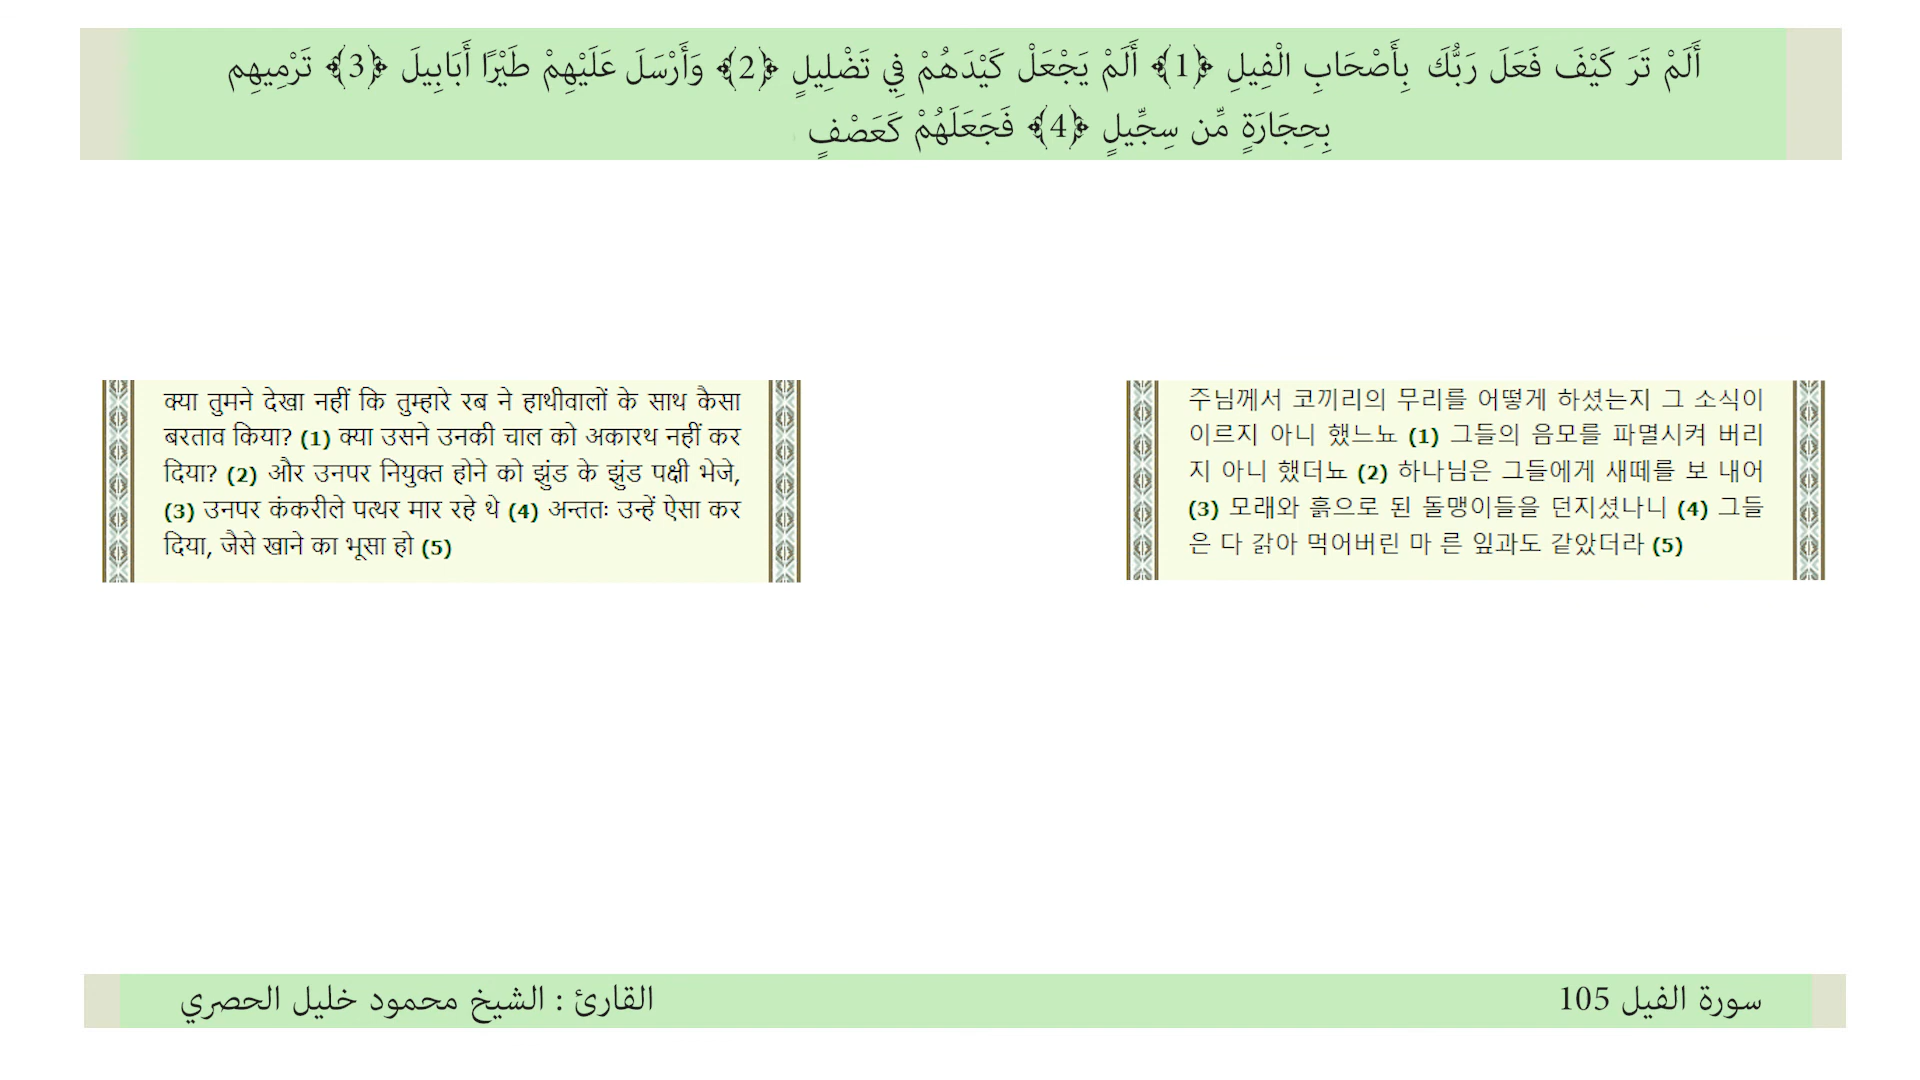 أَلَمْ تَرَ كَيْفَ فَعَلَ رَبُّكَ بِأَصْحَابِ الْفِيلِ ﴿1﴾ أَلَمْ يَجْعَلْ كَيْدَهُمْ فِي تَضْلِيلٍ ﴿2﴾ وَأَرْسَلَ عَلَيْهِمْ طَيْرًا أَبَابِيلَ ﴿3﴾ تَرْمِيهِم
بِحِجَارَةٍ مِّن سِجِّيلٍ ﴿4﴾ فَجَعَلَهُمْ كَعَصْفٍ
क्या तुमने देखा नहीं कि तुम्हारे रब ने हाथीवालों के साथ कैसा
बरताव किया? (1) क्या उसने उनकी चाल को अकारथ नहीं कर
दिया? (2) और उनपर नियुक्त होने को झुंड के झुंड पक्षी भेजे,
(3) उनपर कंकरीले पत्थर मार रहे थे (4) अन्ततः उन्हें ऐसा कर
दिया, जैसे खाने का भूसा हो (5)
주님께서 코끼리의 무리를 어떻게 하셨는지 그 소식이
이르지 아니 했느뇨 (1) 그들의 음모를 파멸시켜 버리
지 아니 했더뇨 (2) 하나님은 그들에게 새떼를 보 내어
(3) 모래와 흙으로 된 돌맹이들을 던지셨나니 (4) 그들
은 다 갉아 먹어버린 마 른 잎과도 같았더라 (5)
سورة الفيل 105
القارئ : الشيخ محمود خليل الحصري